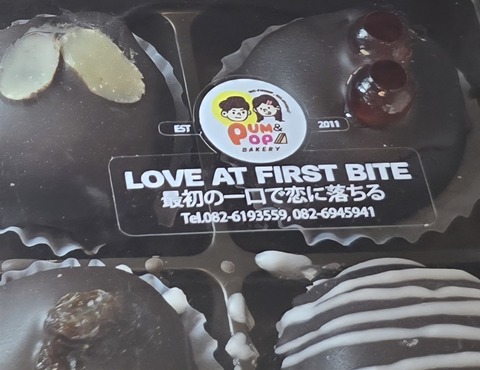 PUM&
POP
BAKERY
EST 2011
LOVE AT FIRST BITE
最初の一口で恋に落ちる
Tel.082-6193559, 082-6945941